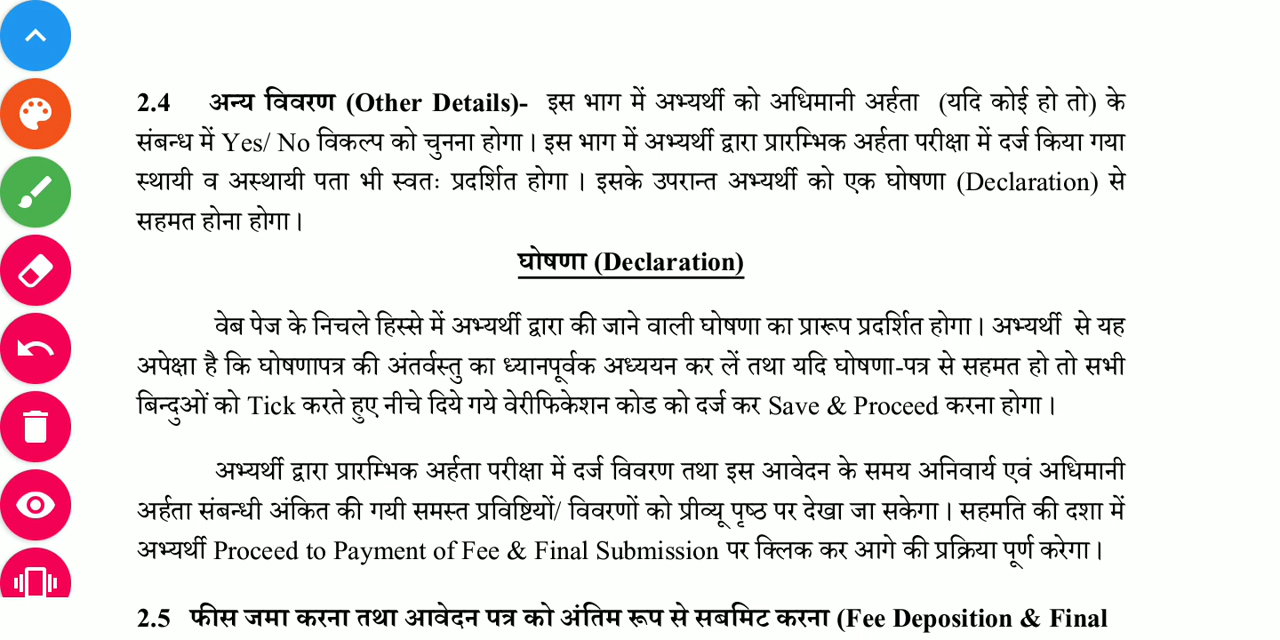 2.4 अन्य विवरण (Other Details)- इस भाग में अभ्यर्थी को अधिमानी अर्हता (यदि कोई हो तो) के
संबन्ध में Yes/ No विकल्प को चुनना होगा। इस भाग में अभ्यर्थी द्वारा प्रारम्भिक अर्हता परीक्षा में दर्ज किया गया
स्थायी व अस्थायी पता भी स्वतः प्रदर्शित होगा । इसके उपरान्त अभ्यर्थी को एक घोषणा (Declaration) से
सहमत होना होगा।
घोषणा (Declaration)
वेब पेज के निचले हिस्से में अभ्यर्थी द्वारा की जाने वाली घोषणा का प्रारूप प्रदर्शित होगा। अभ्यर्थी से यह
अपेक्षा है कि घोषणापत्र की अंतर्वस्तु का ध्यानपूर्वक अध्ययन कर लें तथा यदि घोषणा-पत्र से सहमत हो तो सभी
बिन्दुओं को Tick करते हुए नीचे दिये गये वेरीफिकेशन कोड को दर्ज कर Save & Proceed करना होगा।
अभ्यर्थी द्वारा प्रारम्भिक अर्हता परीक्षा में दर्ज विवरण तथा इस आवेदन के समय अनिवार्य एवं अधिमानी
अर्हता संबन्धी अंकित की गयी समस्त प्रविष्टियों/ विवरणों को प्रीव्यू पृष्ठ पर देखा जा सकेगा। सहमति की दशा में
अभ्यर्थी Proceed to Payment of Fee & Final Submission पर क्लिक कर आगे की प्रक्रिया पूर्ण करेगा।
2.5 फीस जमा करना तथा आवेदन पत्र को अंतिम रूप से सबमिट करना (Fee Deposition & Final